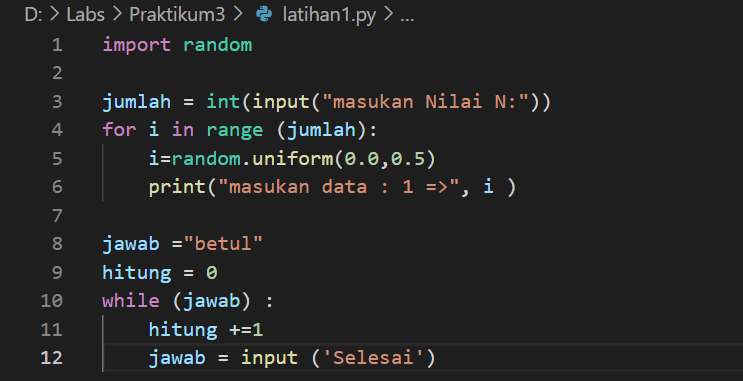 D: > Labs > Praktikum3 > latihan1.py > ...
1 import random
2
3 jumlah = int(input("masukan Nilai N:"))
4 for i in range (jumlah):
5     i=random.uniform(0.0,0.5)
6     print("masukan data : 1 =>", i )
7
8 jawab ="betul"
9 hitung = 0
10 while (jawab) :
11     hitung +=1
12     jawab = input ('Selesai')